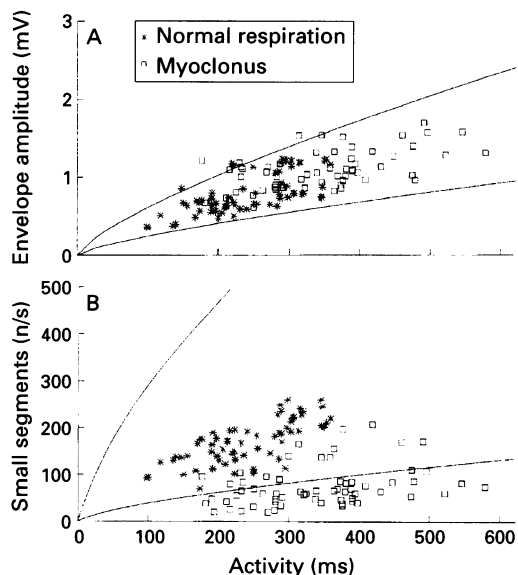 3
A
* Normal respiration
□ Myoclonus
2
1
0
Envelope amplitude (mV)
B
500
400
300
200
100
0
Small segments (n/s)
100 200 300 400 500 600
Activity (ms)